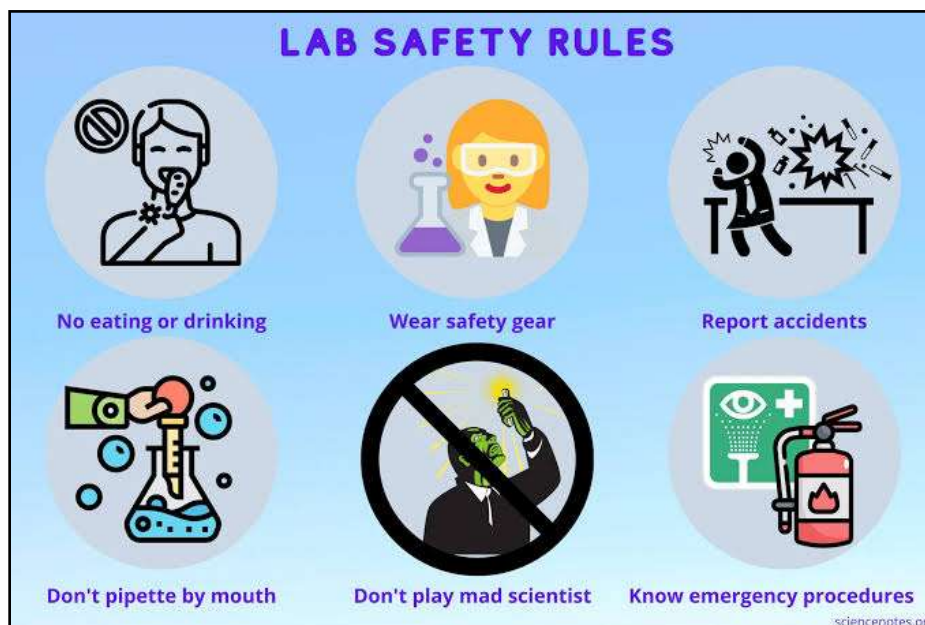 LAB SAFETY RULES
No eating or drinking
Wear safety gear
Report accidents
Don't pipette by mouth
Don't play mad scientist
Know emergency procedures